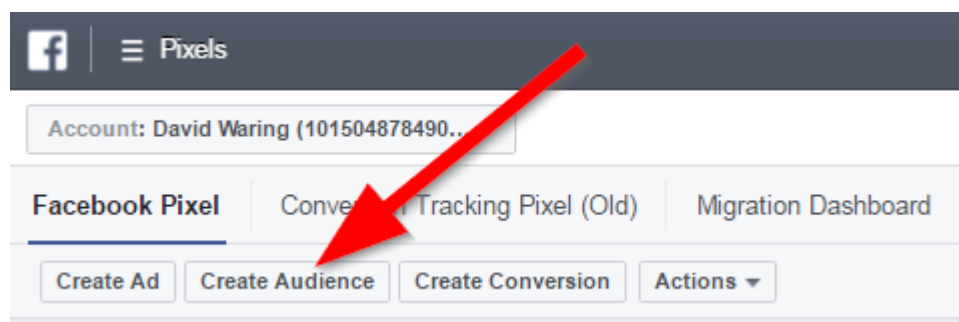 Pixels
Account: David Waring (101504878490...
Facebook Pixel Tracking Pixel (Old) Migration Dashboard
Create Ad Create Audience Create Conversion Actions